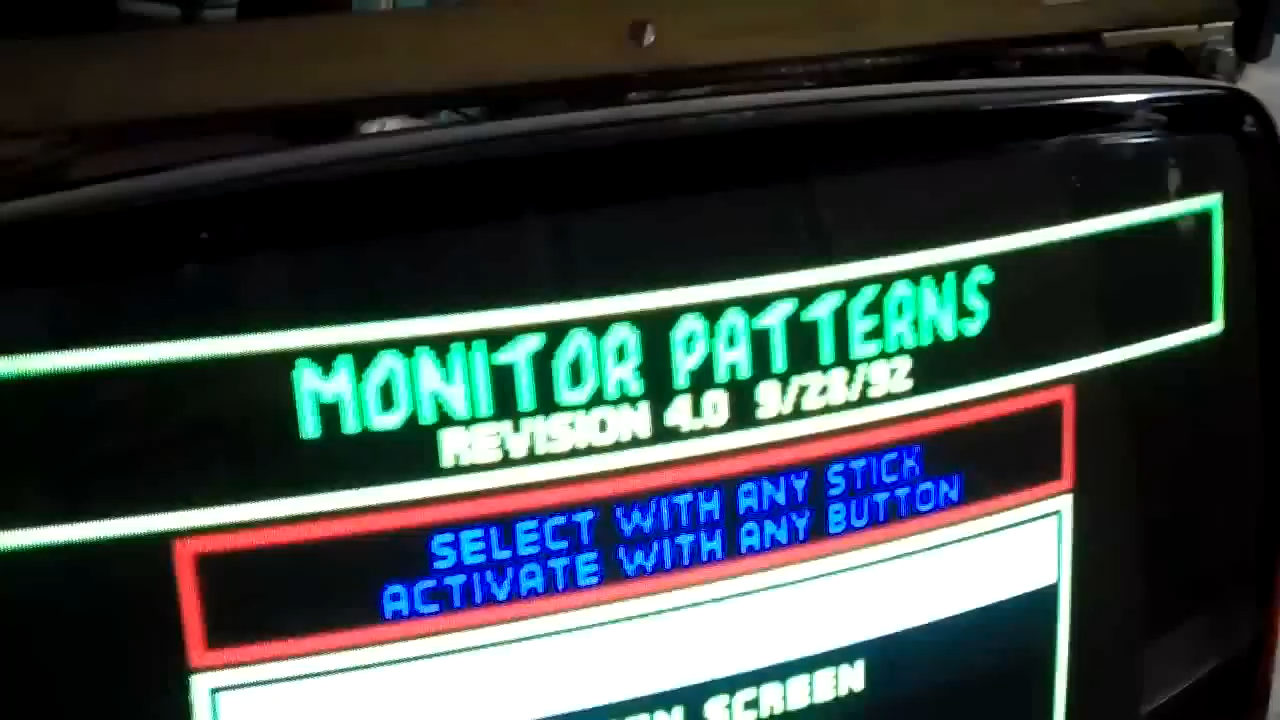 MONITOR PATTERNS
REVISION 4.0 9/28/92
SELECT WITH ANY STICK
ACTIVATE WITH ANY BUTTON
SCREEN